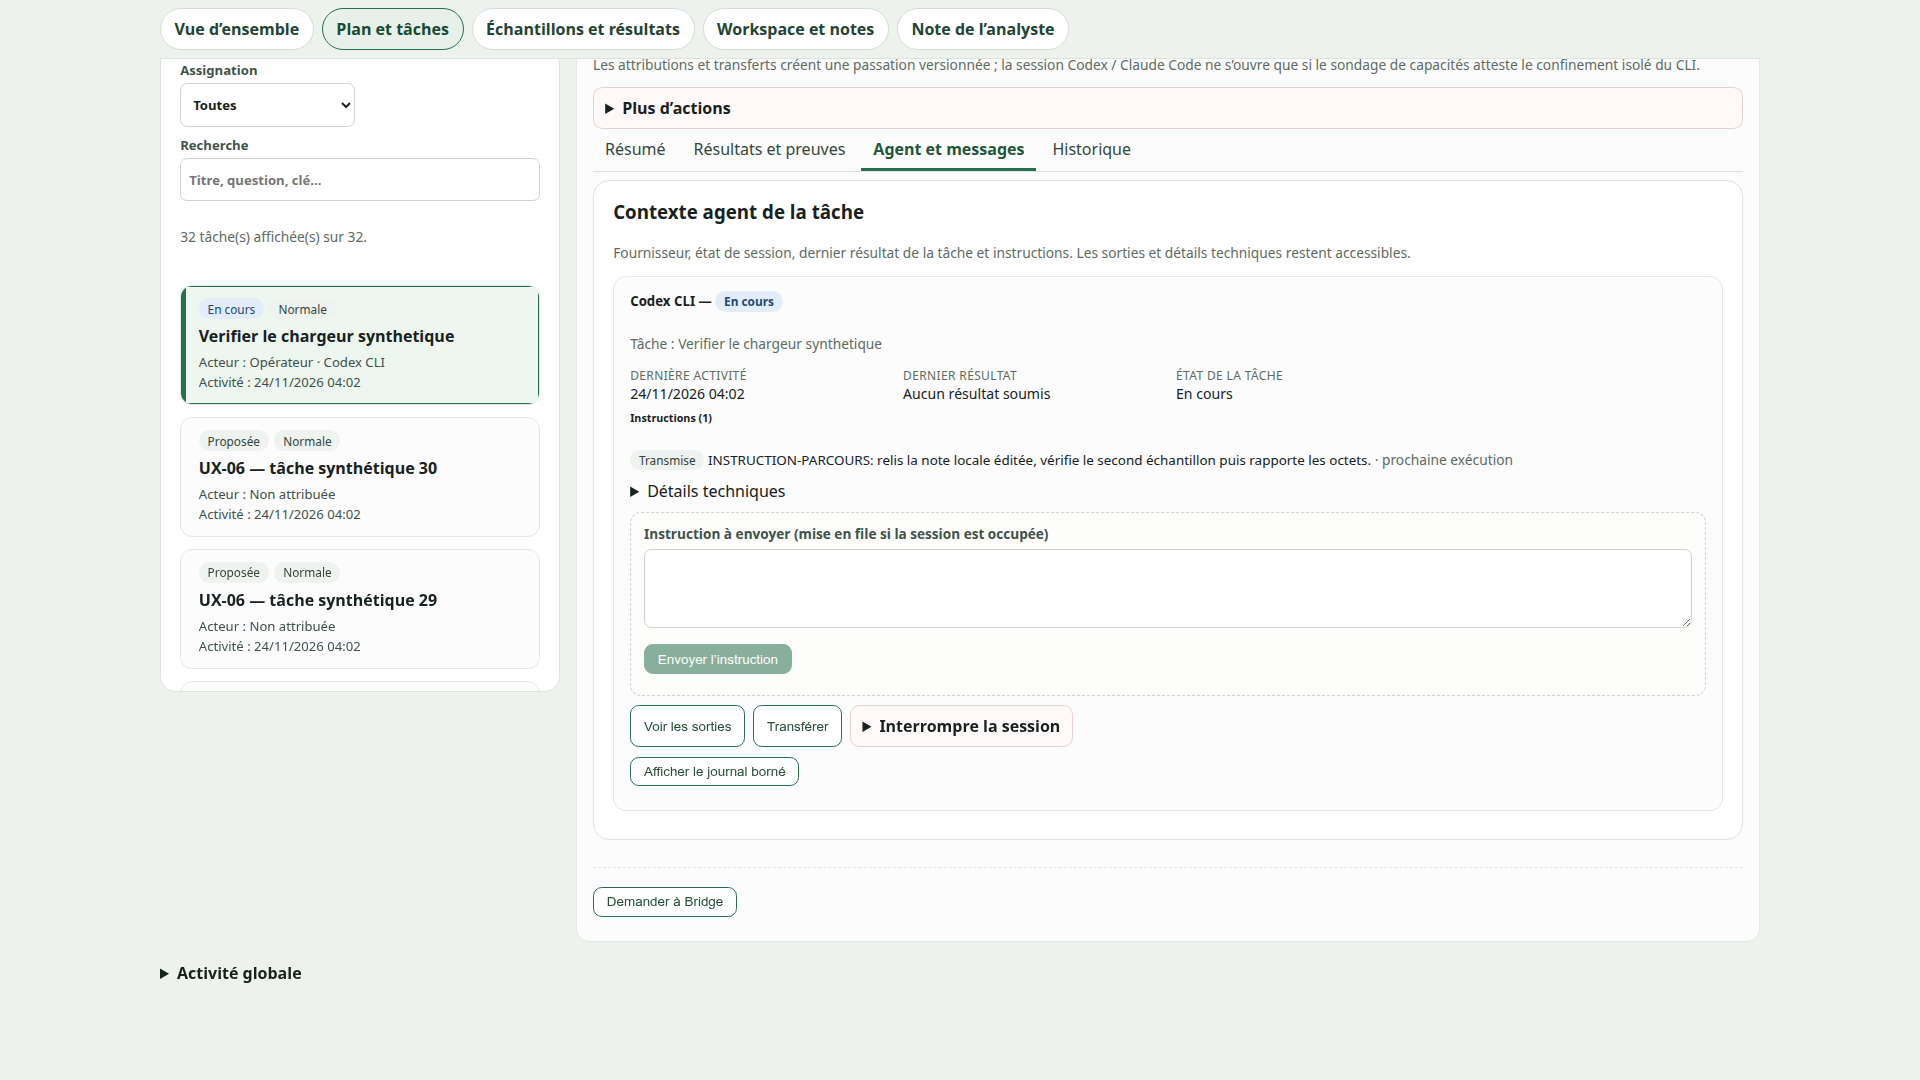 Vue d’ensemble
Plan et tâches
Échantillons et résultats
Workspace et notes
Note de l’analyste
Assignation
Toutes
Recherche
Titre, question, clé…
32 tâche(s) affichée(s) sur 32.
En cours Normale
Verifier le chargeur synthetique
Acteur : Opérateur · Codex CLI
Activité : 24/11/2026 04:02
Proposée Normale
UX-06 — tâche synthétique 30
Acteur : Non attribuée
Activité : 24/11/2026 04:02
Proposée Normale
UX-06 — tâche synthétique 29
Acteur : Non attribuée
Activité : 24/11/2026 04:02
Les attributions et transferts créent une passation versionnée ; la session Codex / Claude Code ne s’ouvre que si le sondage de capacités atteste le confinement isolé du CLI.
Plus d’actions
Résumé
Résultats et preuves
Agent et messages
Historique
Contexte agent de la tâche
Fournisseur, état de session, dernier résultat de la tâche et instructions. Les sorties et détails techniques restent accessibles.
Codex CLI — En cours
Tâche : Verifier le chargeur synthetique
DERNIÈRE ACTIVITÉ
24/11/2026 04:02
DERNIER RÉSULTAT
Aucun résultat soumis
ÉTAT DE LA TÂCHE
En cours
Instructions (1)
Transmise INSTRUCTION-PARCOURS: relis la note locale éditée, vérifie le second échantillon puis rapporte les octets. · prochaine exécution
Détails techniques
Instruction à envoyer (mise en file si la session est occupée)
Envoyer l’instruction
Voir les sorties
Transférer
Interrompre la session
Afficher le journal borné
Demander à Bridge
Activité globale